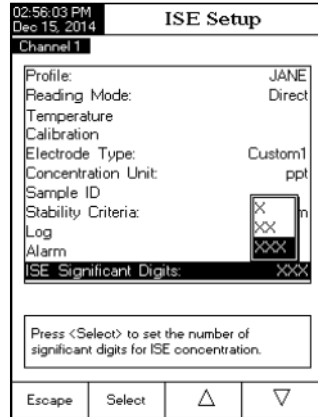 02:56:03 PM
Dec 15, 2014
ISE Setup
Channel 1
Profile: JANE
Reading Mode: Direct
Temperature
Calibration
Electrode Type: Custom1
Concentration Unit: ppt
Sample ID
Stability Criteria:
Log
Alarm
X
XX
XXX
ISE Significant Digits: XXX
Press <Select> to set the number of
significant digits for ISE concentration.
Escape Select △ ▽